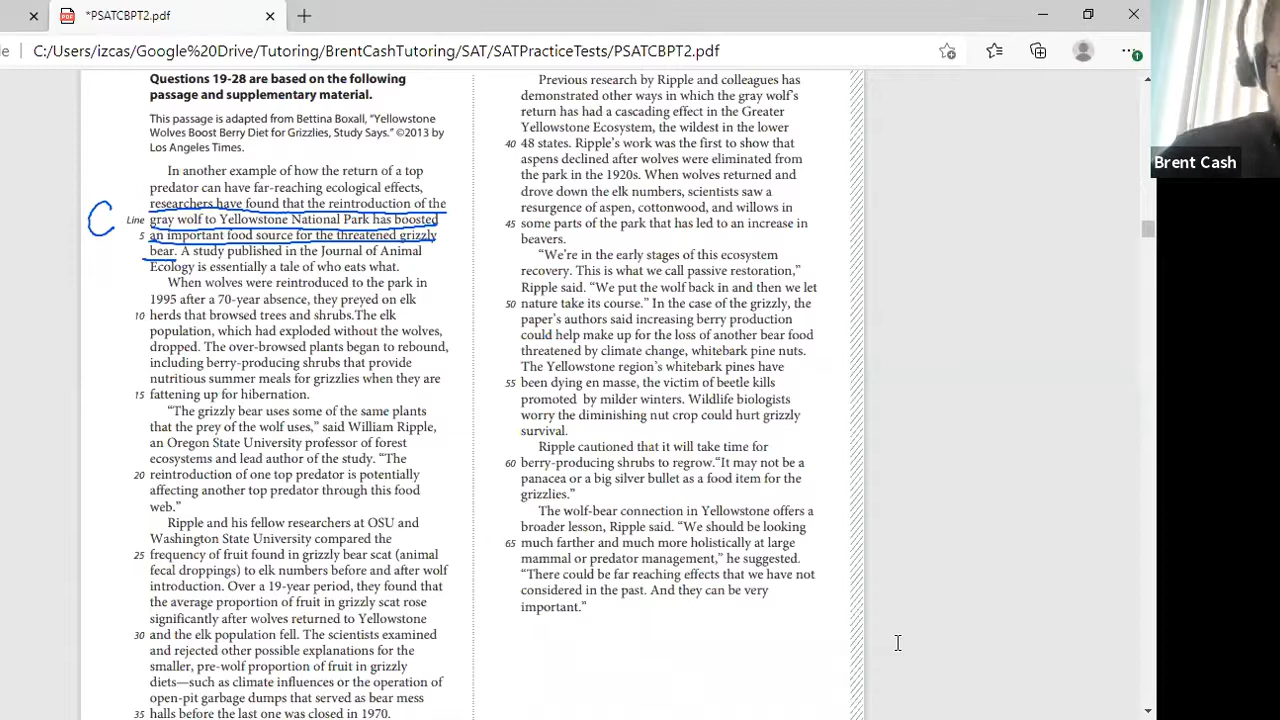 *PSATCBPT2.pdf
C:/Users/izcas/Google%20Drive/Tutoring/BrentCashTutoring/SAT/SATPracticeTests/PSATCBPT2.pdf
Questions 19-28 are based on the following
passage and supplementary material.
This passage is adapted from Bettina Boxall, “Yellowstone
Wolves Boost Berry Diet for Grizzlies, Study Says.” ©2013 by
Los Angeles Times.
In another example of how the return of a top
predator can have far-reaching ecological effects,
researchers have found that the reintroduction of the
C
Line gray wolf to Yellowstone National Park has boosted
5 an important food source for the threatened grizzly
bear. A study published in the Journal of Animal
Ecology is essentially a tale of who eats what.
When wolves were reintroduced to the park in
1995 after a 70-year absence, they preyed on elk
10 herds that browsed trees and shrubs.The elk
population, which had exploded without the wolves,
dropped. The over-browsed plants began to rebound,
including berry-producing shrubs that provide
nutritious summer meals for grizzlies when they are
15 fattening up for hibernation.
“The grizzly bear uses some of the same plants
that the prey of the wolf uses,” said William Ripple,
an Oregon State University professor of forest
ecosystems and lead author of the study. “The
20 reintroduction of one top predator is potentially
affecting another top predator through this food
web.”
Ripple and his fellow researchers at OSU and
Washington State University compared the
25 frequency of fruit found in grizzly bear scat (animal
fecal droppings) to elk numbers before and after wolf
introduction. Over a 19-year period, they found that
the average proportion of fruit in grizzly scat rose
significantly after wolves returned to Yellowstone
30 and the elk population fell. The scientists examined
and rejected other possible explanations for the
smaller, pre-wolf proportion of fruit in grizzly
diets—such as climate influences or the operation of
open-pit garbage dumps that served as bear mess
35 halls before the last one was closed in 1970.
Previous research by Ripple and colleagues has
demonstrated other ways in which the gray wolf’s
return has had a cascading effect in the Greater
Yellowstone Ecosystem, the wildest in the lower
40 48 states. Ripple’s work was the first to show that
aspens declined after wolves were eliminated from
the park in the 1920s. When wolves returned and
drove down the elk numbers, scientists saw a
resurgence of aspen, cottonwood, and willows in
45 some parts of the park that has led to an increase in
beavers.
“We’re in the early stages of this ecosystem
recovery. This is what we call passive restoration,”
Ripple said. “We put the wolf back in and then we let
50 nature take its course.” In the case of the grizzly, the
paper’s authors said increasing berry production
could help make up for the loss of another bear food
threatened by climate change, whitebark pine nuts.
The Yellowstone region’s whitebark pines have
55 been dying en masse, the victim of beetle kills
promoted by milder winters. Wildlife biologists
worry the diminishing nut crop could hurt grizzly
survival.
Ripple cautioned that it will take time for
60 berry-producing shrubs to regrow.“It may not be a
panacea or a big silver bullet as a food item for the
grizzlies.”
The wolf-bear connection in Yellowstone offers a
broader lesson, Ripple said. “We should be looking
65 much farther and much more holistically at large
mammal or predator management,” he suggested.
“There could be far reaching effects that we have not
considered in the past. And they can be very
important.”
Brent Cash